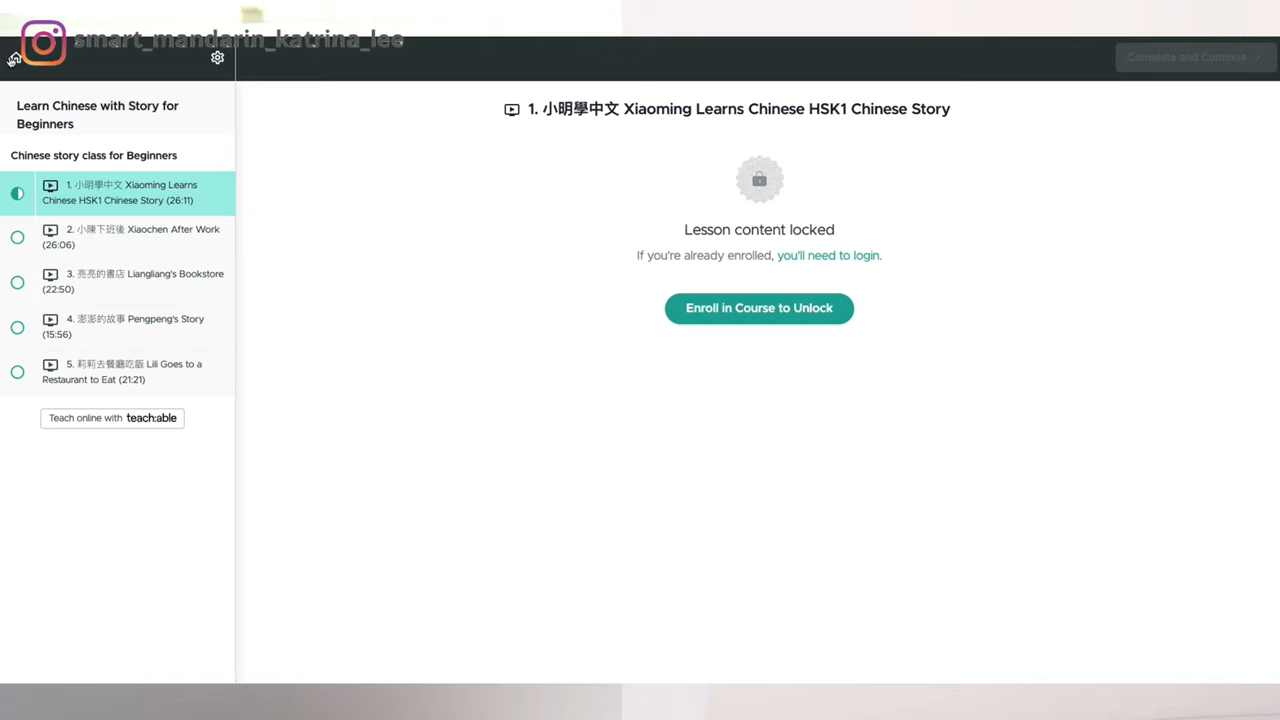 smart_mandarin_katrina_lee
Complete and Continue
Learn Chinese with Story for
Beginners
Chinese story class for Beginners
1. 小明學中文 Xiaoming Learns
Chinese HSK1 Chinese Story (26:11)
2. 小陳下班後 Xiaochen After Work
(26:06)
3. 亮亮的書店 Liangliang's Bookstore
(22:50)
4. 澎澎的故事 Pengpeng's Story
(15:56)
5. 莉莉去餐廳吃飯 Lili Goes to a
Restaurant to Eat (21:21)
Teach online with teach:able
1. 小明學中文 Xiaoming Learns Chinese HSK1 Chinese Story
Lesson content locked
If you're already enrolled, you'll need to login.
Enroll in Course to Unlock